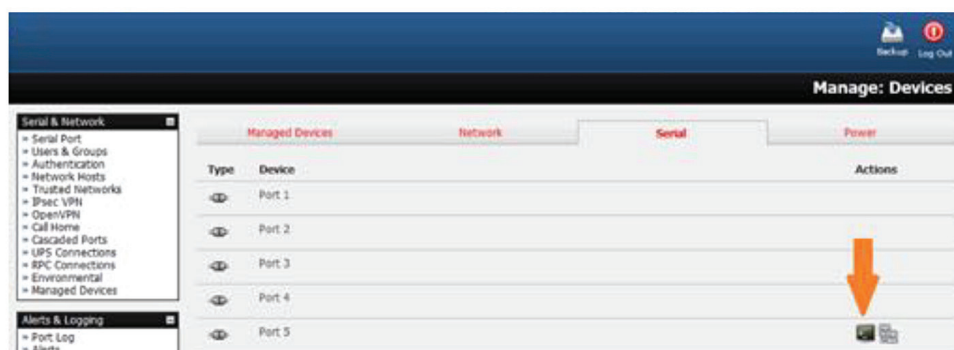 Backup Log Out
Manage: Devices
Serial & Network
» Serial Port
» Users & Groups
» Authentication
» Network Hosts
» Trusted Networks
» IPsec VPN
» OpenVPN
» Call Home
» Cascaded Ports
» UPS Connections
» RPC Connections
» Environmental
» Managed Devices
Alerts & Logging
» Port Log
» Alerts
Managed Devices Network Serial Power
Type Device Actions
Port 1
Port 2
Port 3
Port 4
Port 5